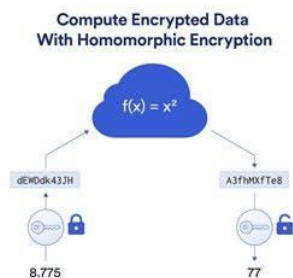 Compute Encrypted Data
With Homomorphic Encryption
f(x) = x²
dEWDdk43JH
A3fhMXfTe8
8.775
77